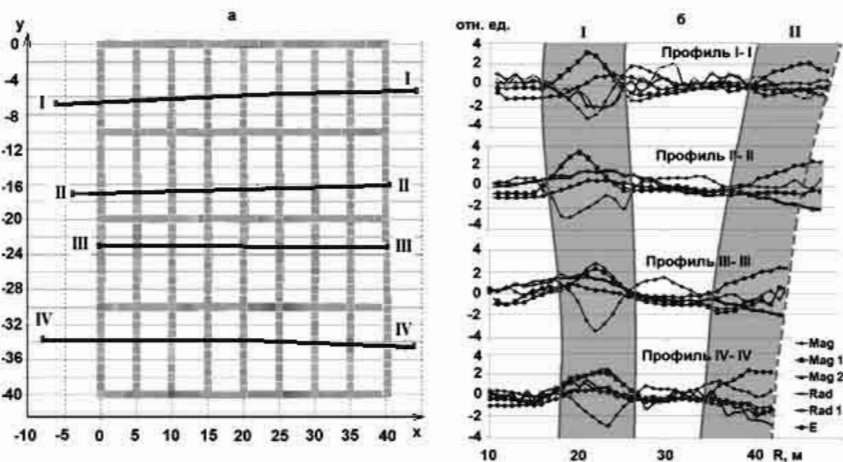 а
y
0
-4
-8
-12
-16
-20
-24
-28
-32
-36
-40
I I
II II
III III
IV IV
-10 -5 0 5 10 15 20 25 30 35 40 x
б
отн. ед. I II
4
2
0
-2
-4
Профиль I- I
4
2
0
-2
-4
Профиль II- II
4
2
0
-2
-4
Профиль III- III
4
2
0
-2
-4
Профиль IV- IV
Mag
Mag 1
Mag 2
Rad
Rad 1
E
10 20 30 40 R, м